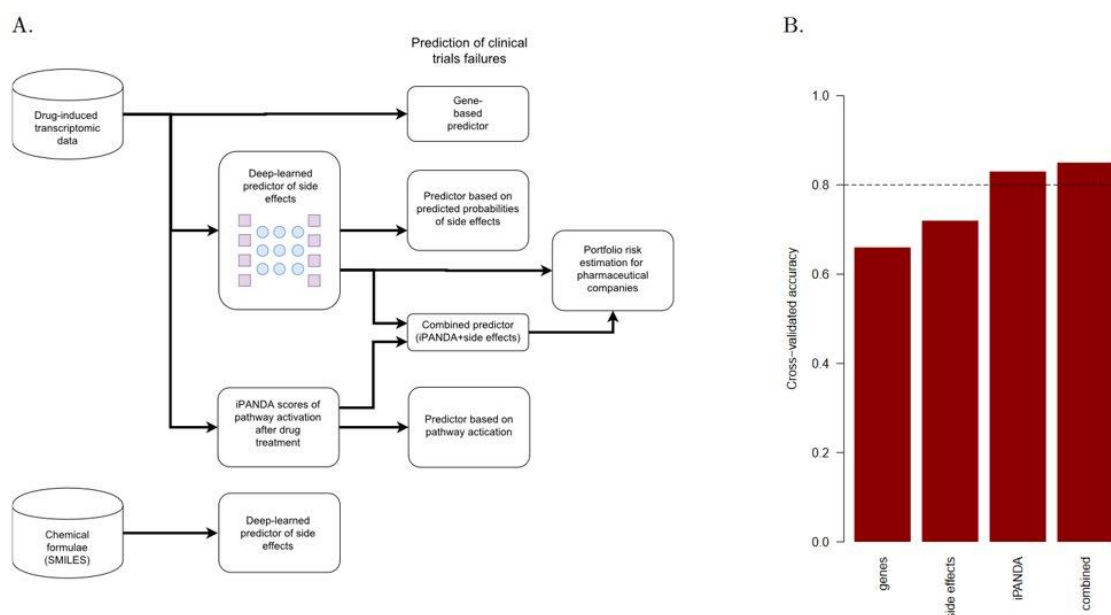 A.
Prediction of clinical
trials failures
Drug-induced
transcriptomic
data
Gene-
based
predictor
Deep-learned
predictor of side
effects
Predictor based on
predicted probabilities
of side effects
Portfolio risk
estimation for
pharmaceutical
companies
Combined predictor
(iPANDA+side effects)
iPANDA scores of
pathway activation
after drug
treatment
Predictor based on
pathway actication
Chemical
formulae
(SMILES)
Deep-learned
predictor of side
effects
B.
Cross-validated accuracy
1.0
0.8
0.6
0.4
0.2
0.0
genes
side effects
iPANDA
combined